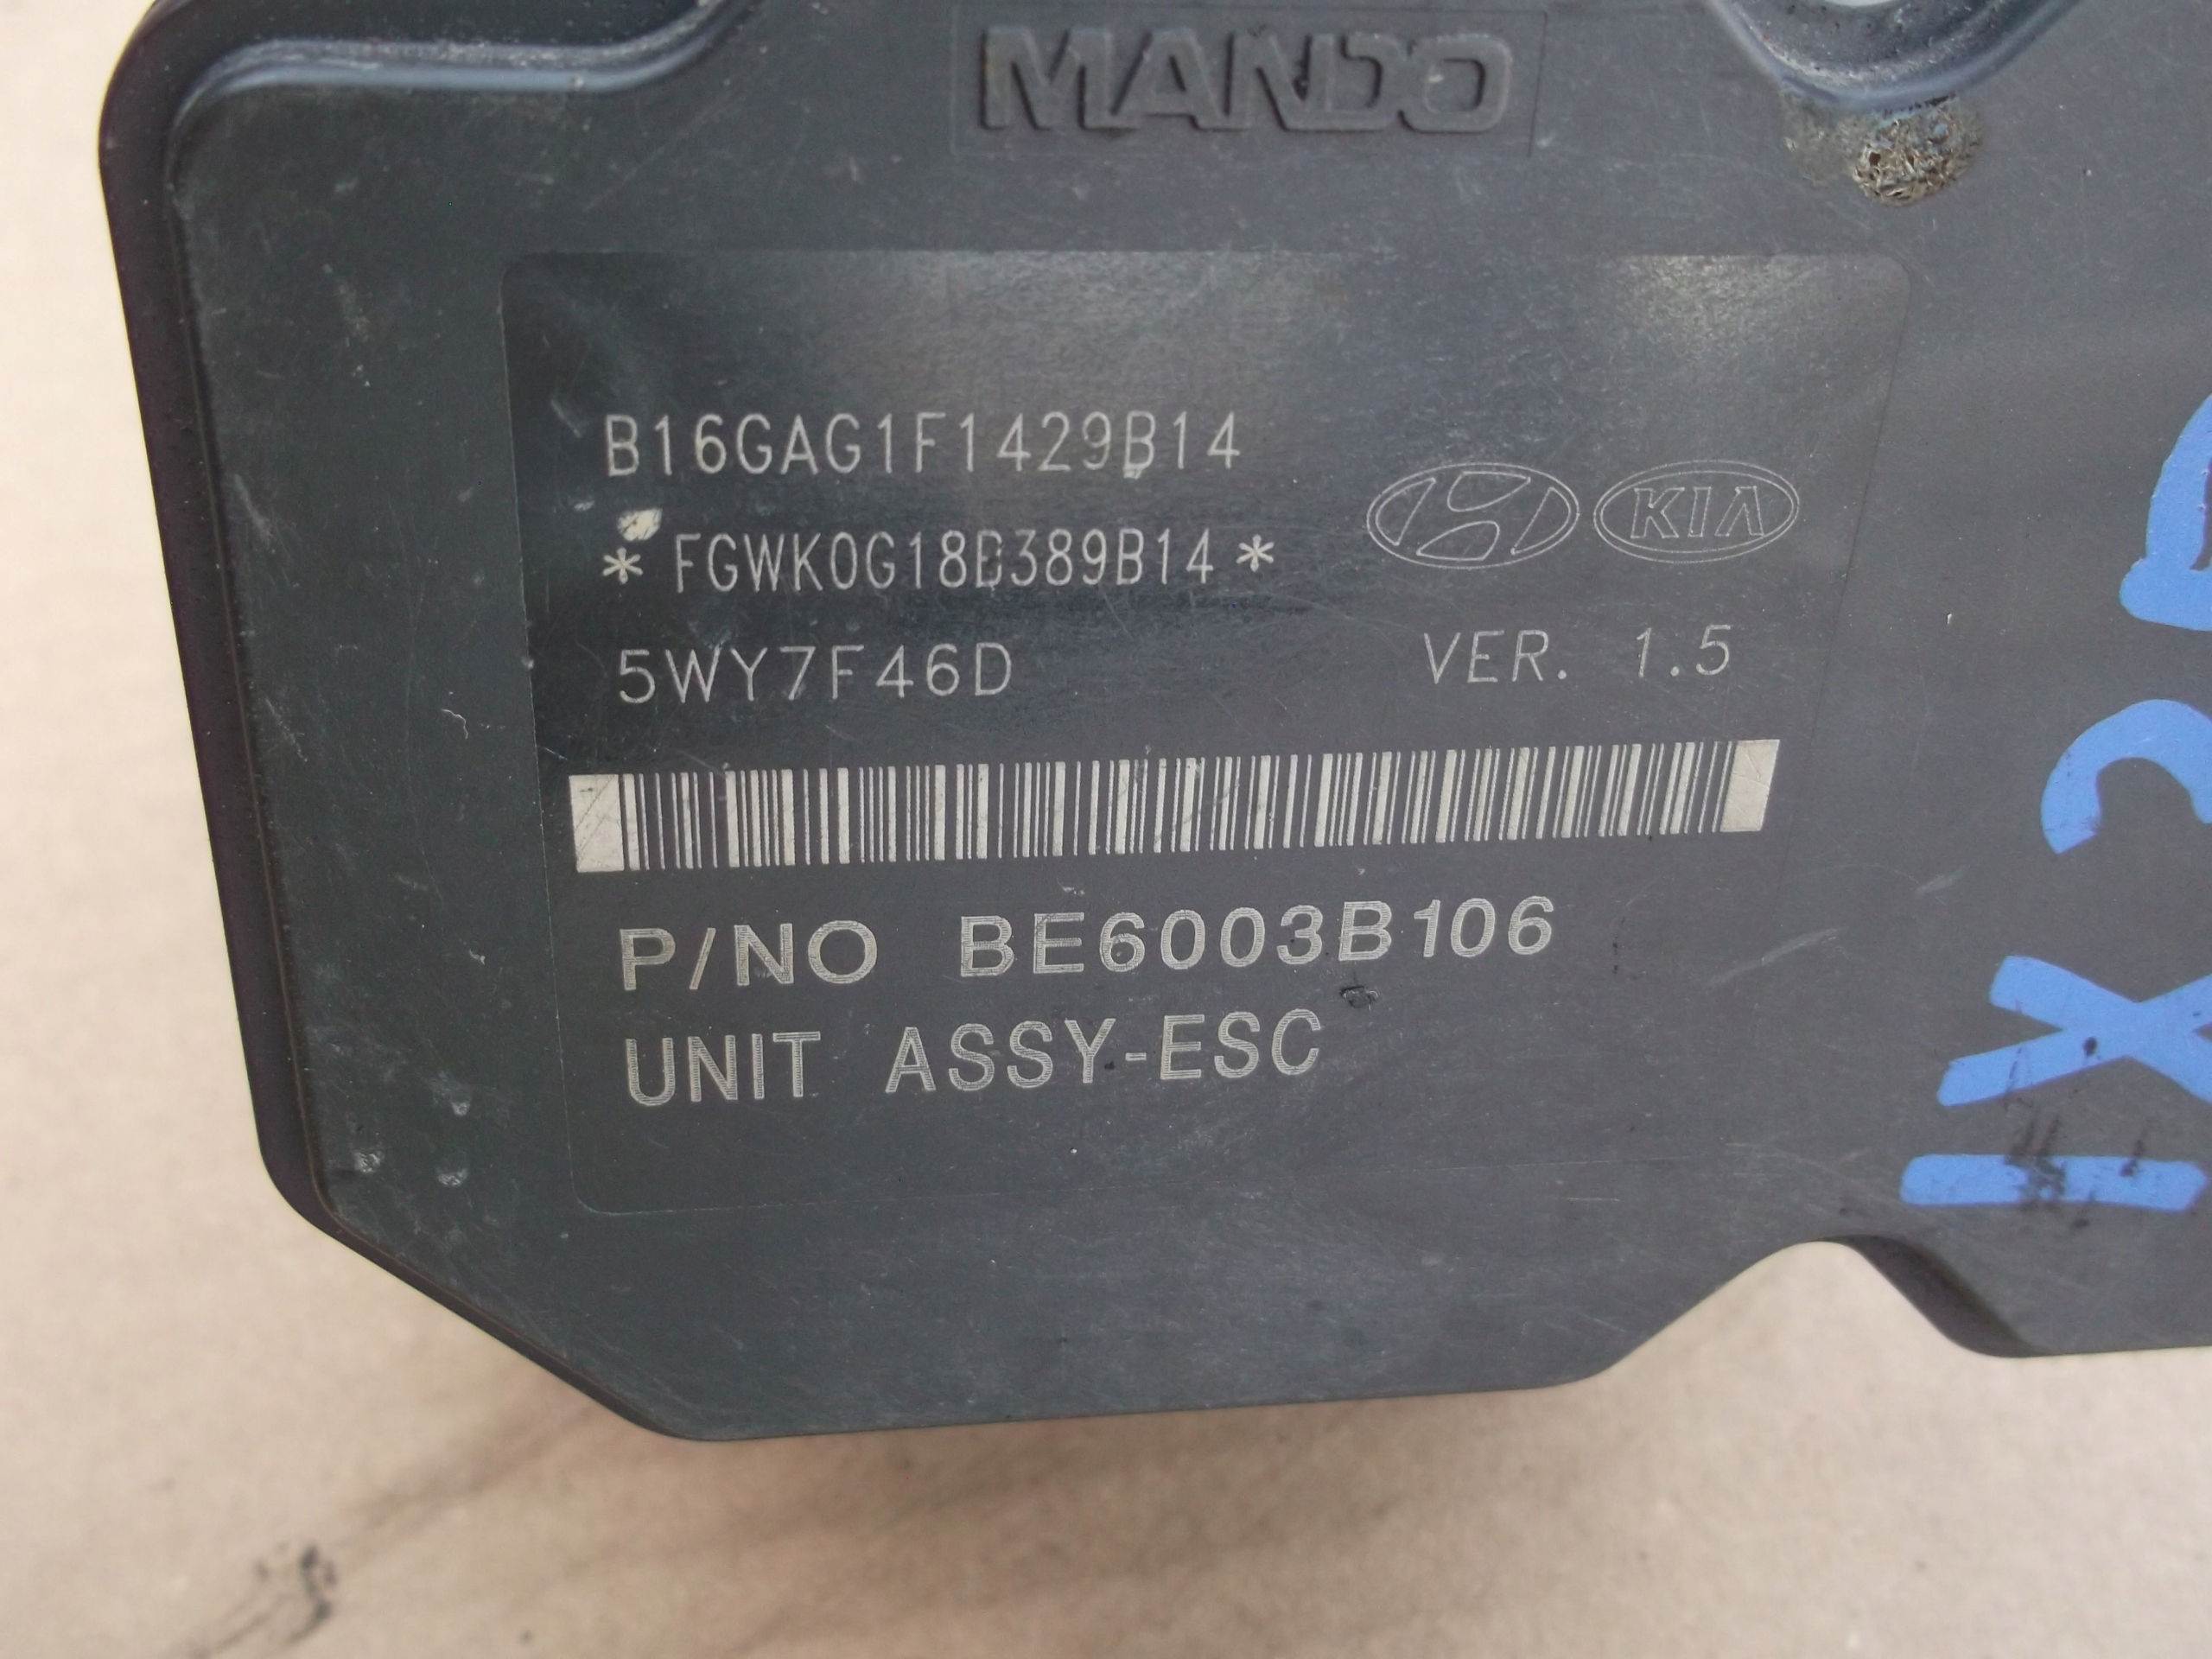 MANDO
B16GAG1F1429B14
*FGWK0G18D389B14*
KIA
5WY7F46D VER. 1.5
P/NO BE6003B106
UNIT ASSY-ESC